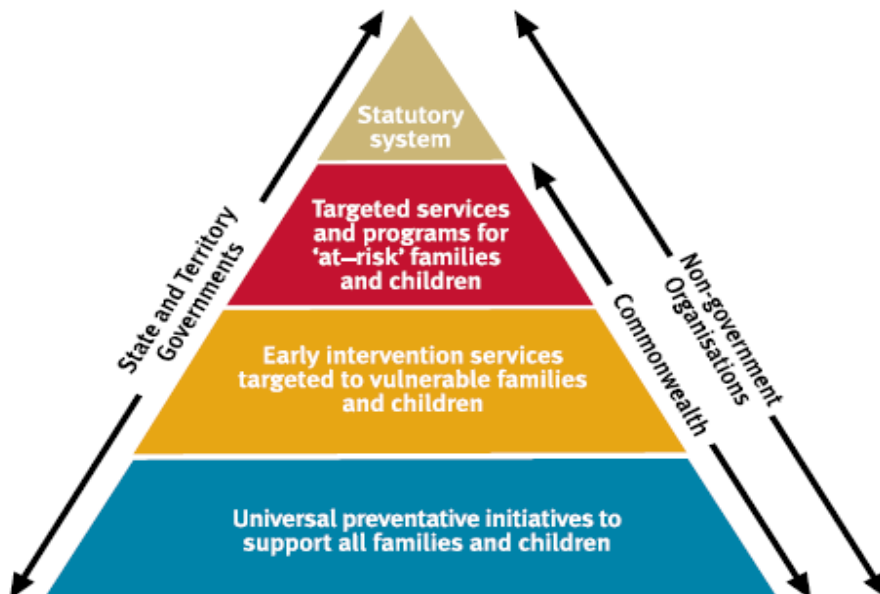 Statutory
system
Targeted services
and programs for
‘at–risk’ families
and children
Early intervention services
targeted to vulnerable families
and children
Universal preventative initiatives to
support all families and children
State and Territory
Governments
Commonwealth
Non-government
Organisations